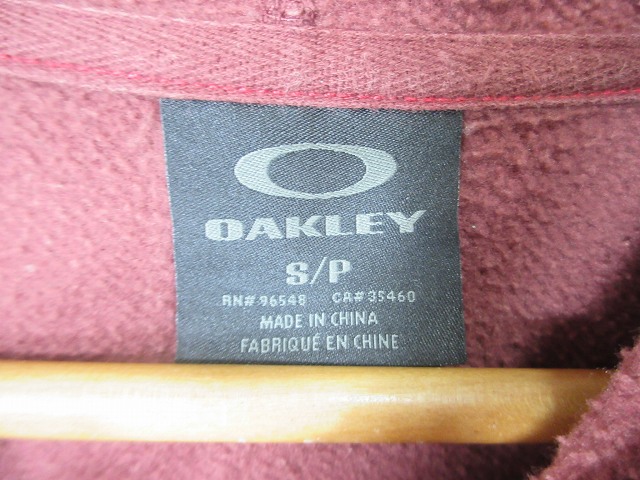 OAKLEY
S/P
RN# 96548 CA# 35460
MADE IN CHINA
FABRIQUÉ EN CHINE